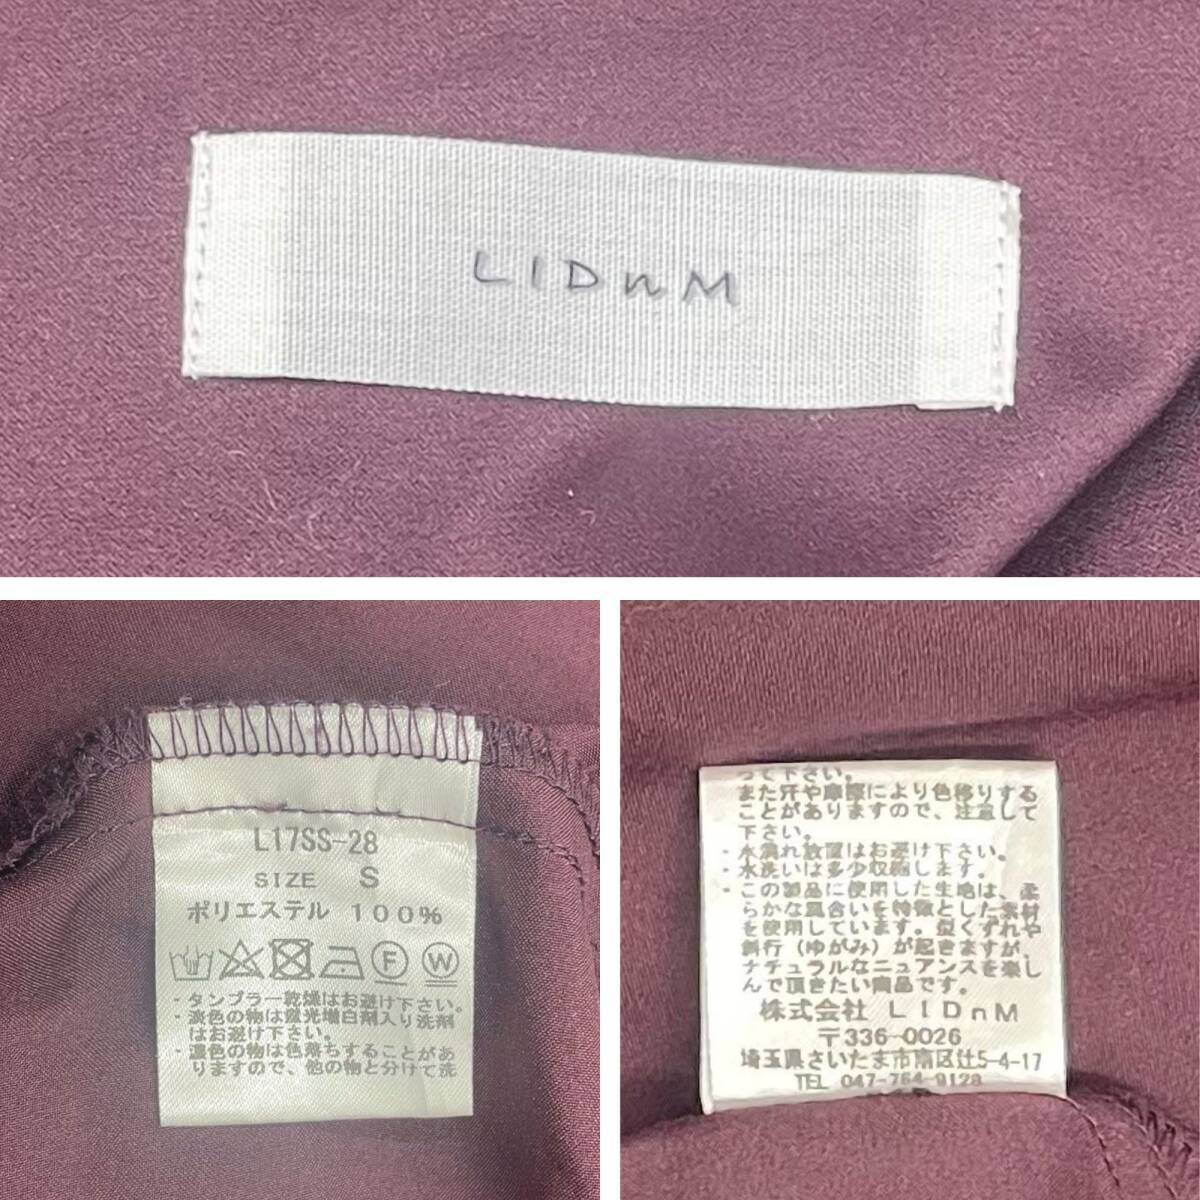 LIDnM
L17SS-28
SIZE S
ポリエステル 100%
F W
・タンブラー乾燥はお避け下さい。
・淡色の物は蛍光増白剤入り洗剤
はお避け下さい。
・濃色の物は色落ちすることがあ
りますので、他の物と分けて洗
って下さい。
また汗や摩擦により色移りする
ことがありますので、注意して
下さい。
・水濡れ放置はお避け下さい。
・水洗いは多少収縮します。
・この製品に使用した生地は、柔
らかな風合いを特徴とした素材
を使用しています。型くずれや
斜行（ゆがみ）が起きますが、
ナチュラルなニュアンスを楽し
んで頂きたい商品です。
株式会社 LIDnM
〒336-0026
埼玉県さいたま市南区辻5-4-17
TEL 047-764-9128